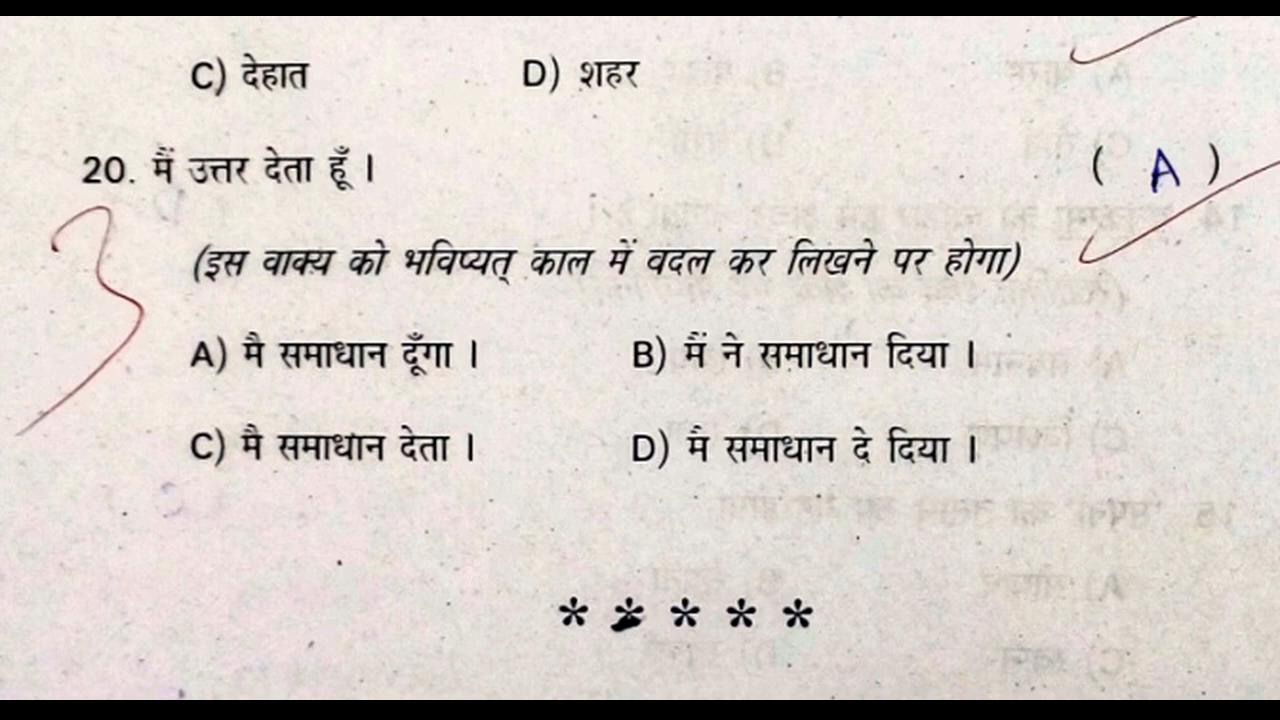 C) देहात D) शहर
20. मैं उत्तर देता हूँ । ( A )
(इस वाक्य को भविष्यत् काल में बदल कर लिखने पर होगा)
A) मै समाधान दूँगा । B) मैं ने समाधान दिया ।
C) मै समाधान देता । D) मै समाधान दे दिया ।
* * * * *